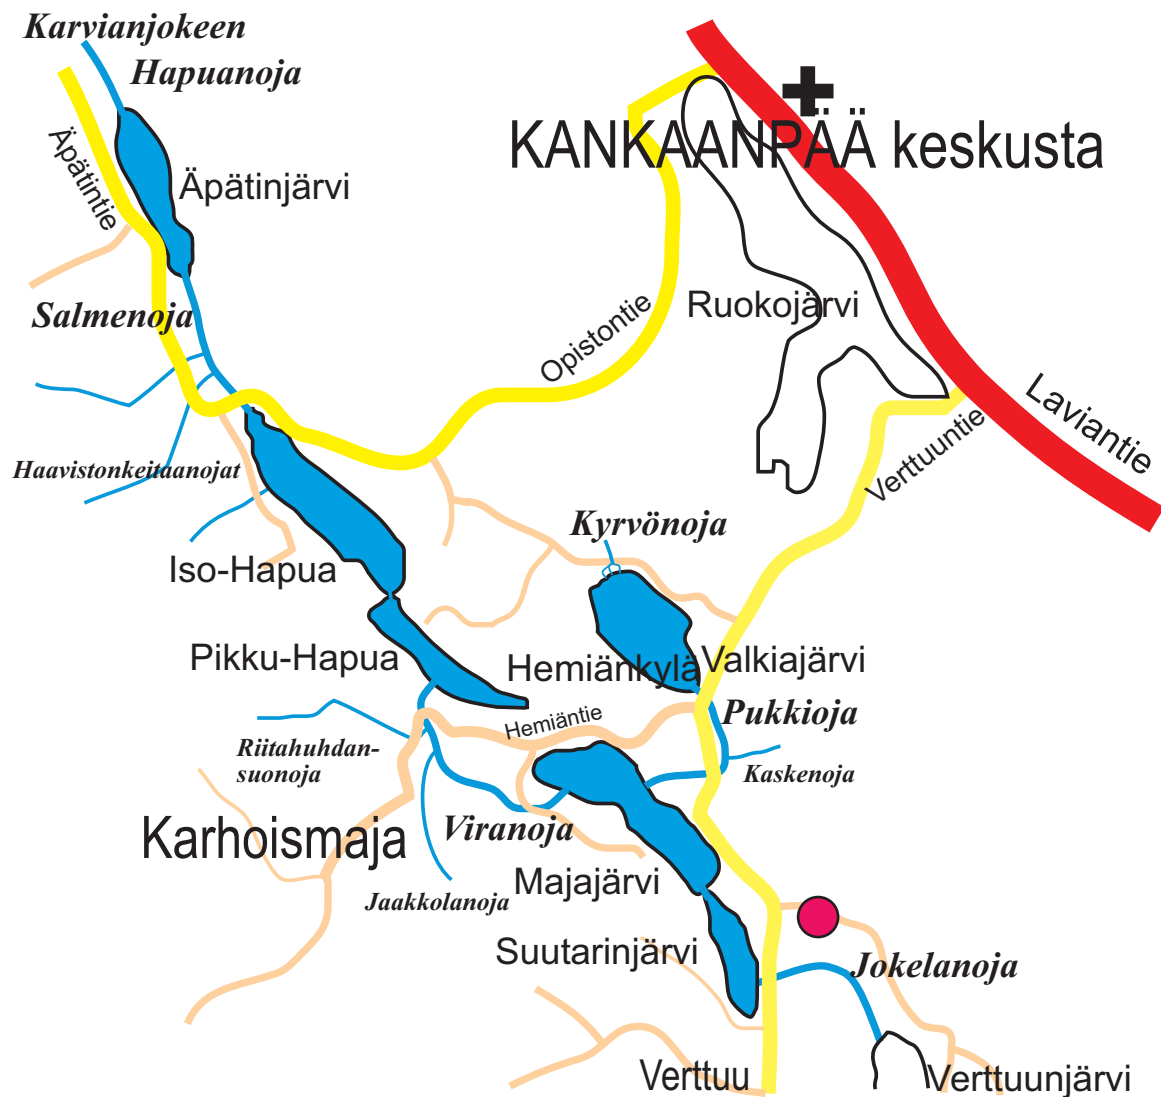 Karvianjokeen
Hapuanoja
KANKAANPÄÄ keskusta
Äpätintie
Äpätinjärvi
Salmenoja
Ruokojärvi
Opistontie
Laviantie
Verttuuntie
Haavistonkeitaanojat
Kyrvönoja
Iso-Hapua
Pikku-Hapua
Hemiänkylä
Valkiajärvi
Hemiäntie
Pukkioja
Riitahuhdan-
suonoja
Kaskenoja
Karhoismaja
Viranoja
Majajärvi
Jaakkolanoja
Suutarinjärvi
Jokelanoja
Verttuu
Verttuunjärvi